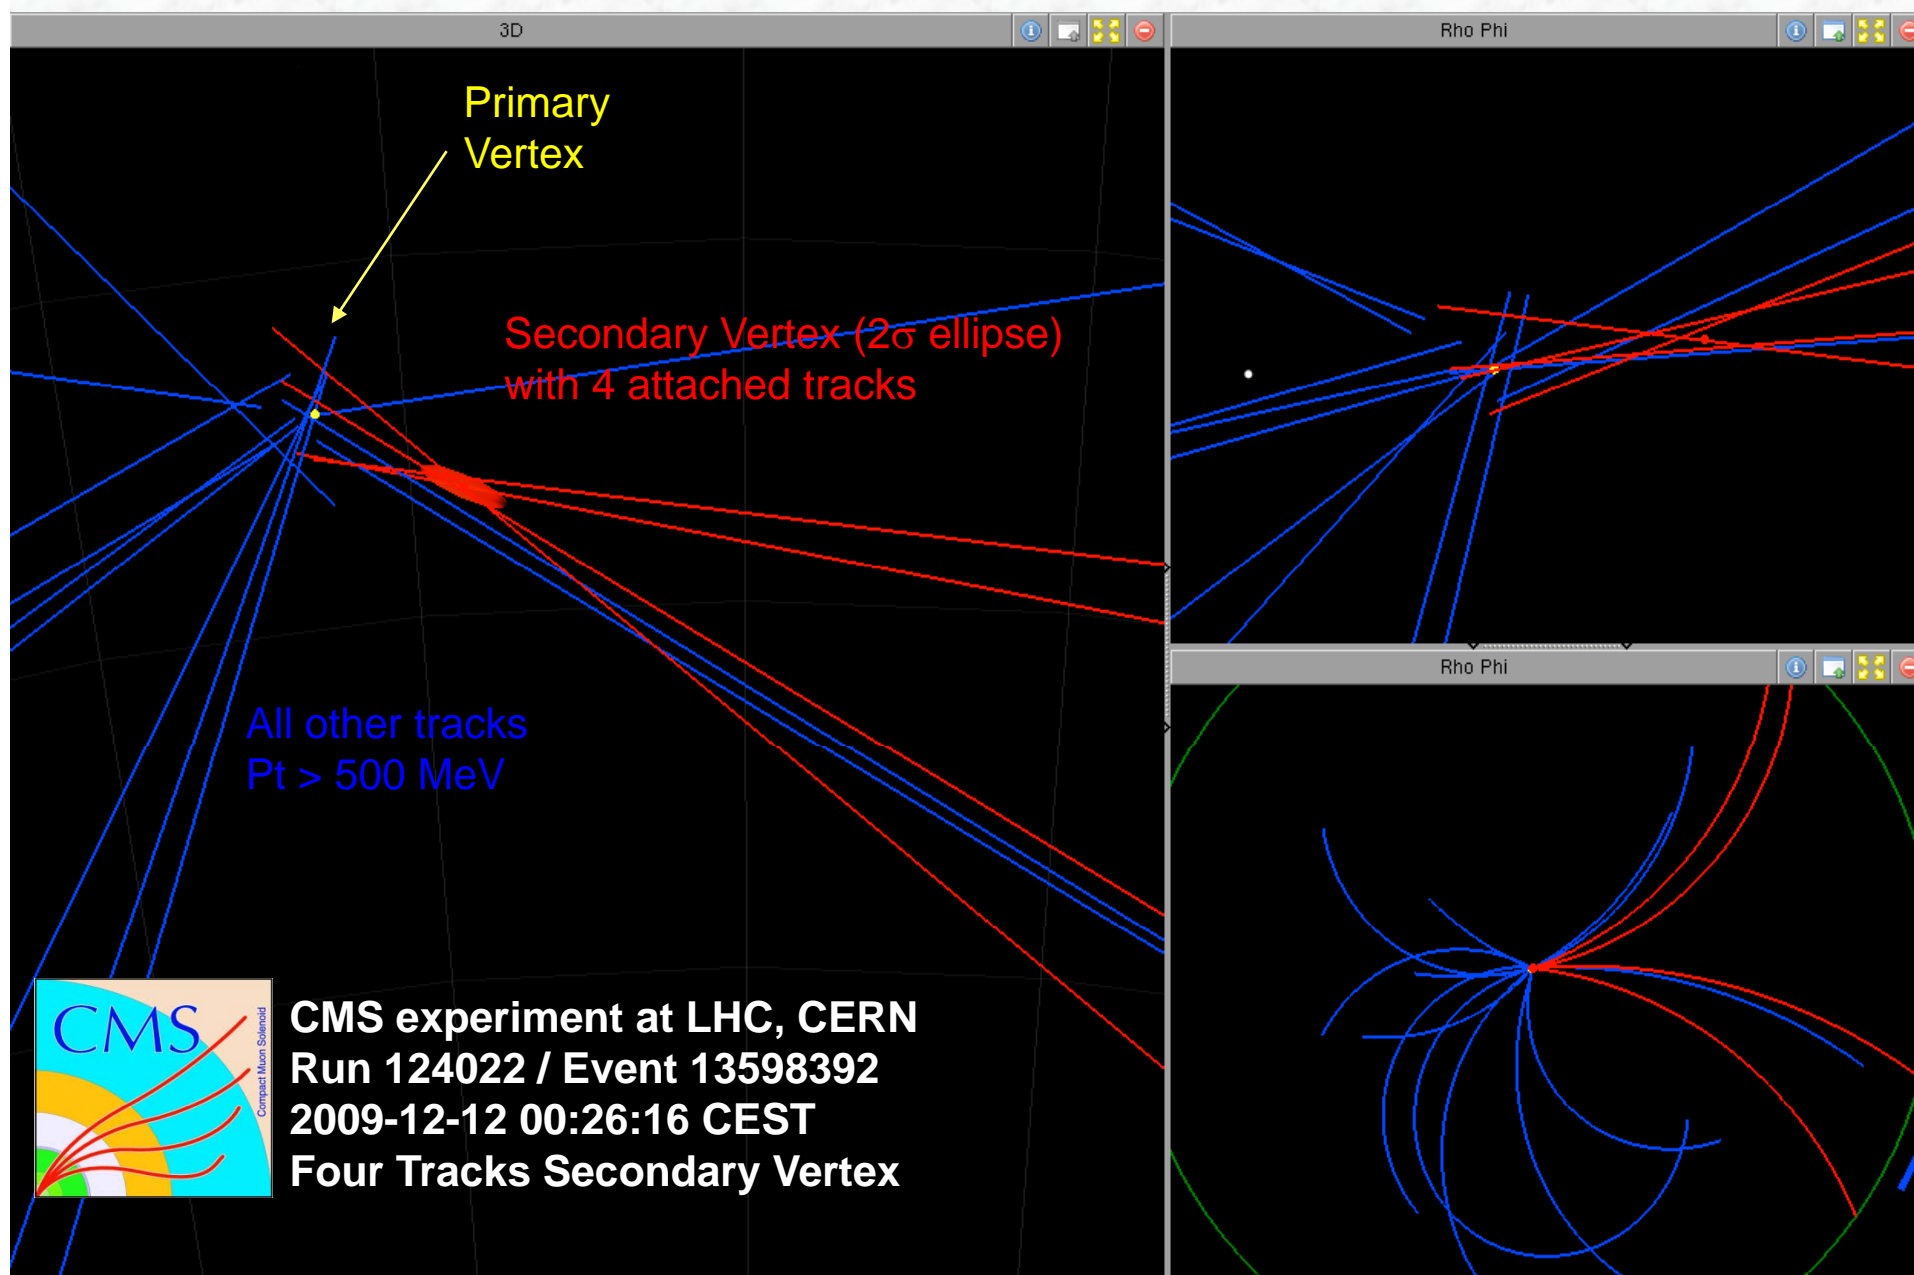 3D
Primary
Vertex
Secondary Vertex (2σ ellipse)
with 4 attached tracks
All other tracks
Pt > 500 MeV
CMS
Compact Muon Solenoid
CMS experiment at LHC, CERN
Run 124022 / Event 13598392
2009-12-12 00:26:16 CEST
Four Tracks Secondary Vertex
Rho Phi
Rho Phi